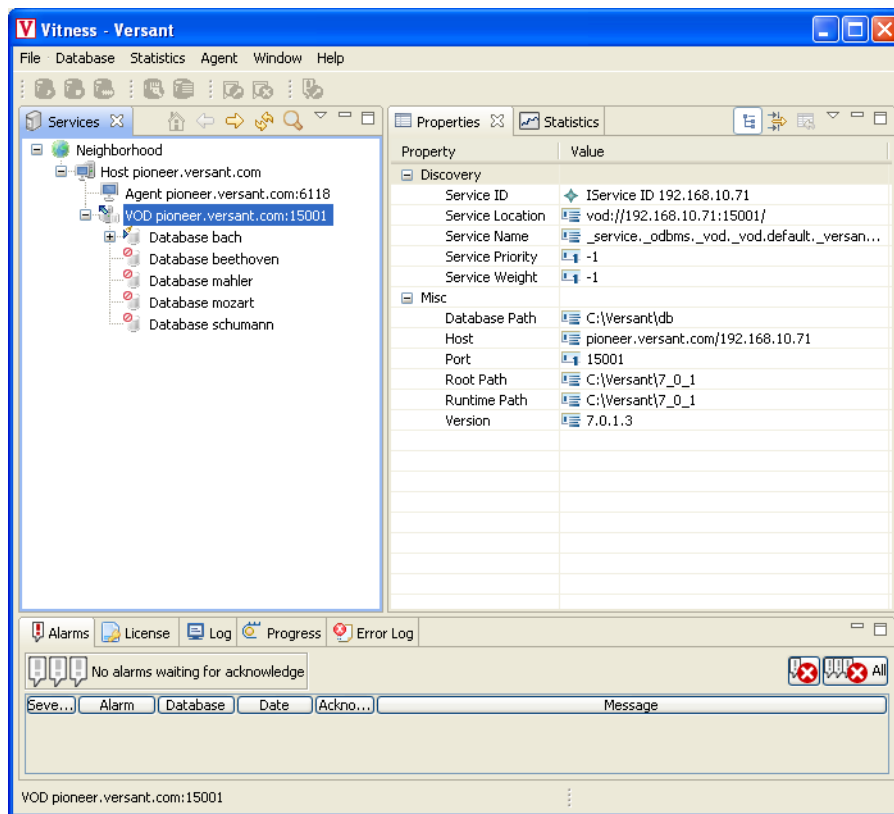 Vitness - Versant
File Database Statistics Agent Window Help
Services
Neighborhood
Host pioneer.versant.com
Agent pioneer.versant.com:6118
VOD pioneer.versant.com:15001
Database bach
Database beethoven
Database mahler
Database mozart
Database schumann
Properties Statistics
Property Value
Discovery
Service ID IService ID 192.168.10.71
Service Location vod://192.168.10.71:15001/
Service Name _service._odbms._vod._vod.default._versan...
Service Priority -1
Service Weight -1
Misc
Database Path C:\Versant\db
Host pioneer.versant.com/192.168.10.71
Port 15001
Root Path C:\Versant\7_0_1
Runtime Path C:\Versant\7_0_1
Version 7.0.1.3
Alarms License Log Progress Error Log
No alarms waiting for acknowledge
All
Seve... Alarm Database Date Ackno... Message
VOD pioneer.versant.com:15001